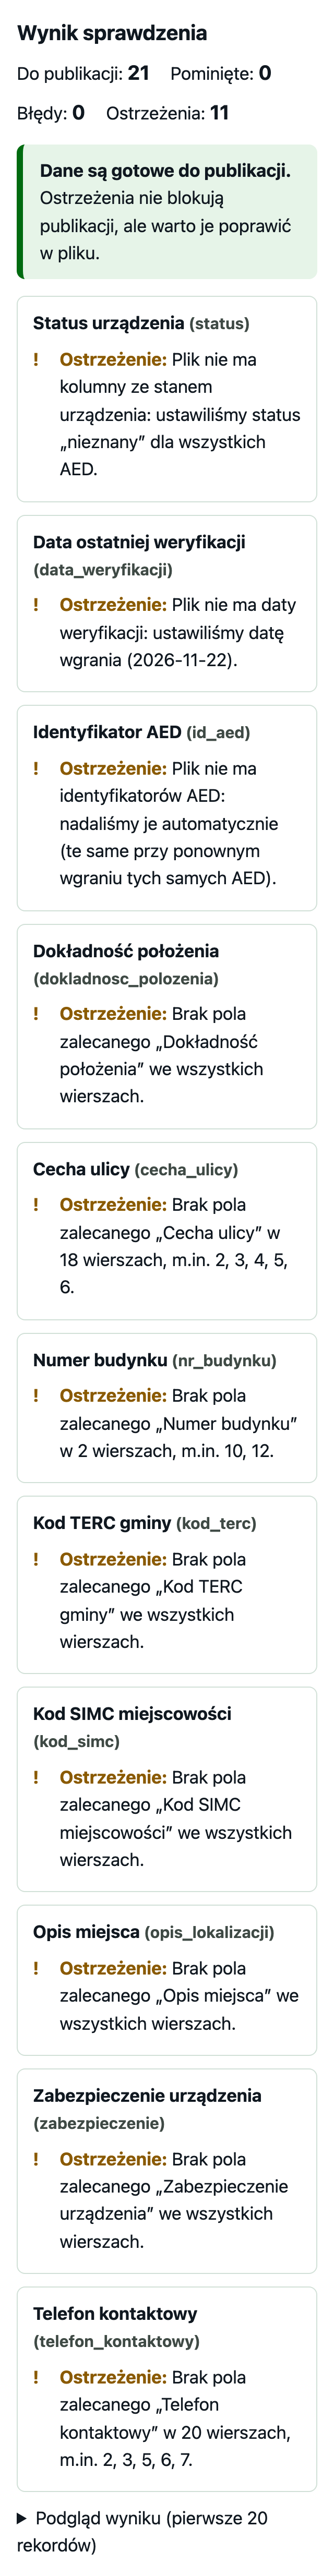 Wynik sprawdzenia
Do publikacji: 21 Pominięte: 0
Błędy: 0 Ostrzeżenia: 11
Dane są gotowe do publikacji.
Ostrzeżenia nie blokują
publikacji, ale warto je poprawić
w pliku.
Status urządzenia (status)
! Ostrzeżenie: Plik nie ma
kolumny ze stanem
urządzenia: ustawiliśmy status
„nieznany” dla wszystkich
AED.
Data ostatniej weryfikacji
(data_weryfikacji)
! Ostrzeżenie: Plik nie ma daty
weryfikacji: ustawiliśmy datę
wgrania (2026-11-22).
Identyfikator AED (id_aed)
! Ostrzeżenie: Plik nie ma
identyfikatorów AED:
nadaliśmy je automatycznie
(te same przy ponownym
wgraniu tych samych AED).
Dokładność położenia
(dokladnosc_polozenia)
! Ostrzeżenie: Brak pola
zalecanego „Dokładność
położenia” we wszystkich
wierszach.
Cecha ulicy (cecha_ulicy)
! Ostrzeżenie: Brak pola
zalecanego „Cecha ulicy” w
18 wierszach, m.in. 2, 3, 4, 5,
6.
Numer budynku (nr_budynku)
! Ostrzeżenie: Brak pola
zalecanego „Numer budynku”
w 2 wierszach, m.in. 10, 12.
Kod TERC gminy (kod_terc)
! Ostrzeżenie: Brak pola
zalecanego „Kod TERC
gminy” we wszystkich
wierszach.
Kod SIMC miejscowości
(kod_simc)
! Ostrzeżenie: Brak pola
zalecanego „Kod SIMC
miejscowości” we wszystkich
wierszach.
Opis miejsca (opis_lokalizacji)
! Ostrzeżenie: Brak pola
zalecanego „Opis miejsca” we
wszystkich wierszach.
Zabezpieczenie urządzenia
(zabezpieczenie)
! Ostrzeżenie: Brak pola
zalecanego „Zabezpieczenie
urządzenia” we wszystkich
wierszach.
Telefon kontaktowy
(telefon_kontaktowy)
! Ostrzeżenie: Brak pola
zalecanego „Telefon
kontaktowy” w 20 wierszach,
m.in. 2, 3, 5, 6, 7.
▶ Podgląd wyniku (pierwsze 20
rekordów)